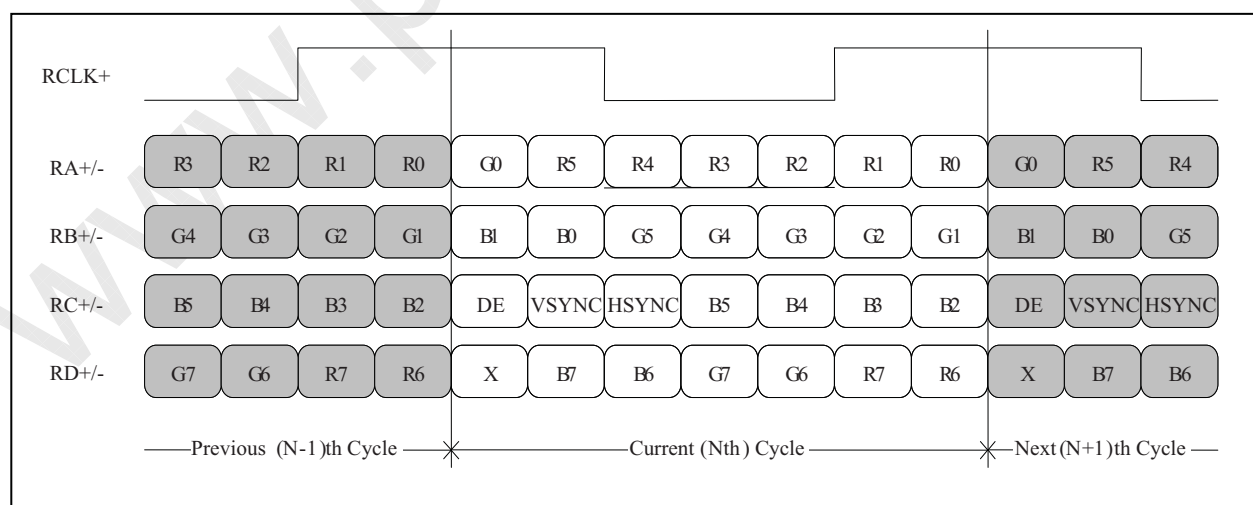 RCLK+
RA+/- R3 R2 R1 R0 G0 R5 R4 R3 R2 R1 R0 G0 R5 R4
RB+/- G4 G3 G2 G1 B1 B0 G5 G4 G3 G2 G1 B1 B0 G5
RC+/- B5 B4 B3 B2 DE VSYNC HSYNC B5 B4 B3 B2 DE VSYNC HSYNC
RD+/- G7 G6 R7 R6 X B7 B6 G7 G6 R7 R6 X B7 B6
Previous (N-1)th Cycle Current (Nth) Cycle Next (N+1)th Cycle
www.p